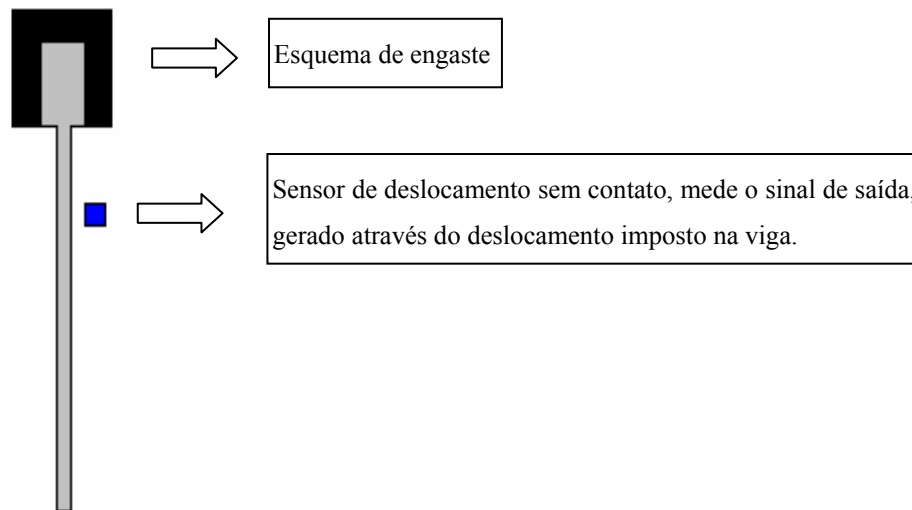 Esquema de engaste
Sensor de deslocamento sem contato, mede o sinal de saída,
gerado através do deslocamento imposto na viga.